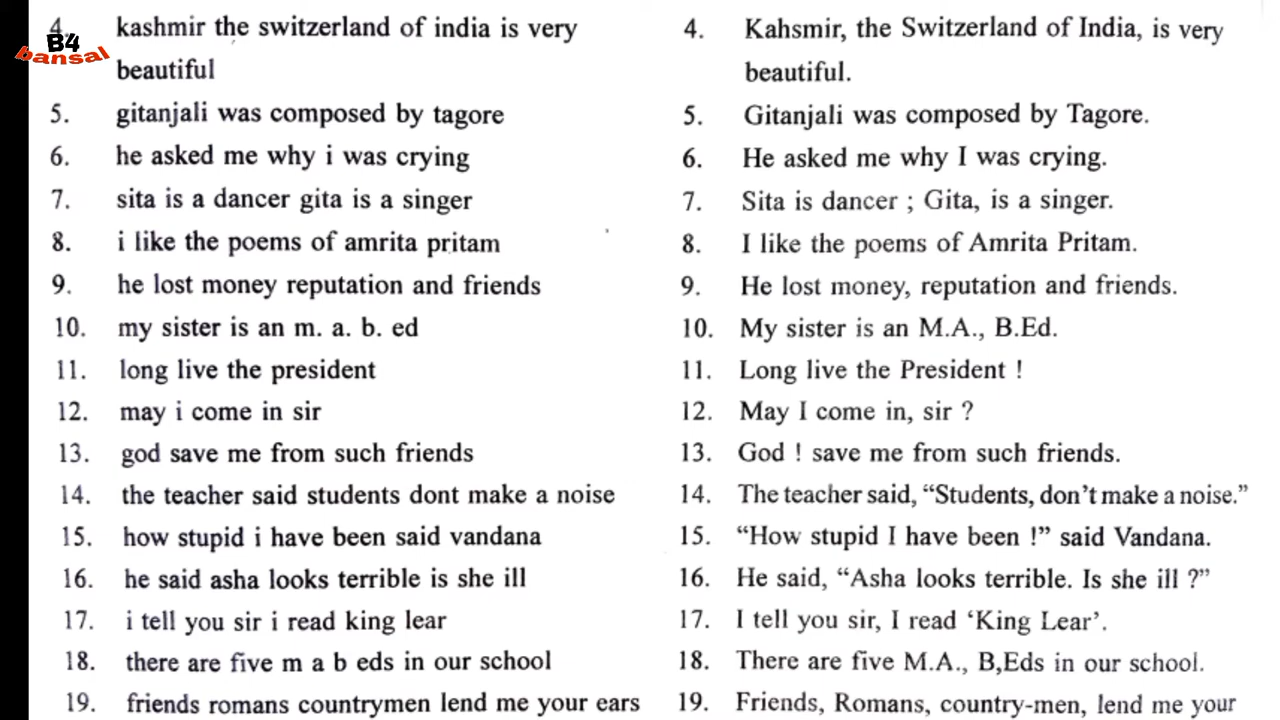 4. kashmir the switzerland of india is very
beautiful
5. gitanjali was composed by tagore
6. he asked me why i was crying
7. sita is a dancer gita is a singer
8. i like the poems of amrita pritam
9. he lost money reputation and friends
10. my sister is an m. a. b. ed
11. long live the president
12. may i come in sir
13. god save me from such friends
14. the teacher said students dont make a noise
15. how stupid i have been said vandana
16. he said asha looks terrible is she ill
17. i tell you sir i read king lear
18. there are five m a b eds in our school
19. friends romans countrymen lend me your ears
4. Kahsmir, the Switzerland of India, is very
beautiful.
5. Gitanjali was composed by Tagore.
6. He asked me why I was crying.
7. Sita is dancer ; Gita, is a singer.
8. I like the poems of Amrita Pritam.
9. He lost money, reputation and friends.
10. My sister is an M.A., B.Ed.
11. Long live the President !
12. May I come in, sir ?
13. God ! save me from such friends.
14. The teacher said, “Students, don’t make a noise.”
15. “How stupid I have been !” said Vandana.
16. He said, “Asha looks terrible. Is she ill ?”
17. I tell you sir, I read ‘King Lear’.
18. There are five M.A., B,Eds in our school.
19. Friends, Romans, country-men, lend me your
B4
bansal